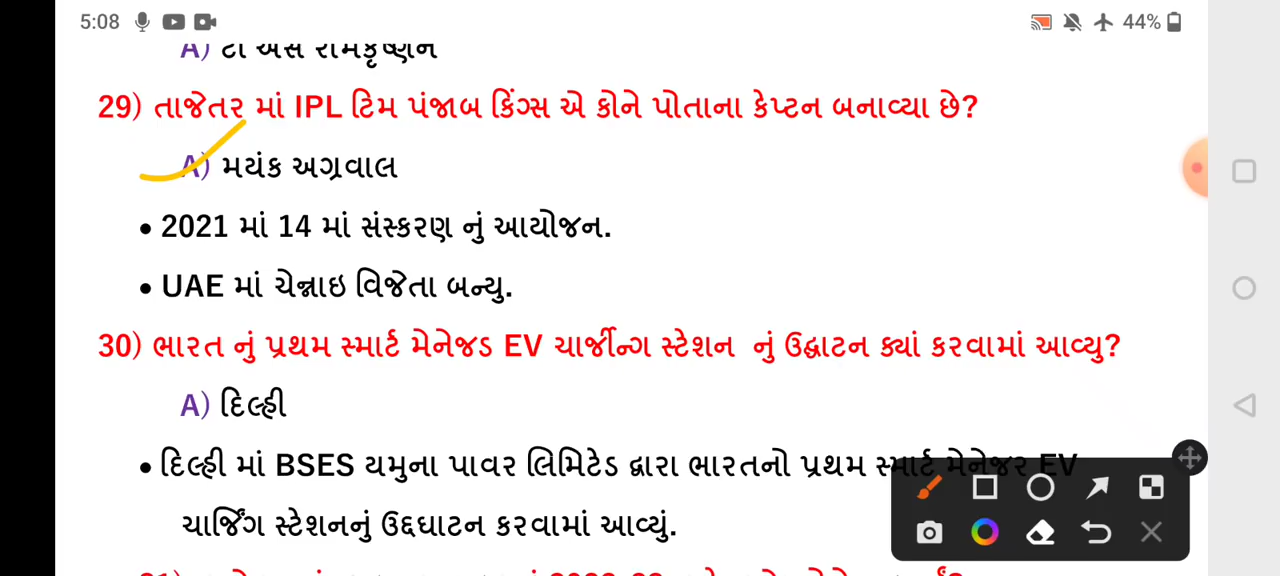 5:08
44%
A) ટી એસ રામકૃષ્ણન
29) તાજેતર માં IPL ટિમ પંજાબ કિંગ્સ એ કોને પોતાના કેપ્ટન બનાવ્યા છે?
A) મયંક અગ્રવાલ
• 2021 માં 14 માં સંસ્કરણ નું આયોજન.
• UAE માં ચેન્નાઇ વિજેતા બન્યુ.
30) ભારત નું પ્રથમ સ્માર્ટ મેનેજડ EV ચાર્જીન્ગ સ્ટેશન નું ઉદ્ઘાટન ક્યાં કરવામાં આવ્યુ?
A) દિલ્હી
• દિલ્હી માં BSES યમુના પાવર લિમિટેડ દ્વારા ભારતનો પ્રથમ સ્માર્ટ મેનેજર EV
ચાર્જિંગ સ્ટેશનનું ઉદ્દઘાટન કરવામાં આવ્યું.